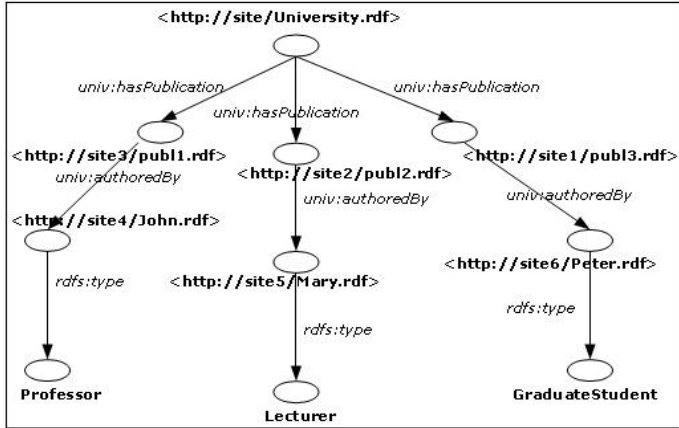 <http://site/University.rdf>
univ:hasPublication
univ:hasPublication
univ:hasPublication
<http://site3/publ1.rdf>
<http://site2/publ2.rdf>
<http://site1/publ3.rdf>
univ:authoredBy
univ:authoredBy
univ:authoredBy
<http://site4/John.rdf>
<http://site5/Mary.rdf>
<http://site6/Peter.rdf>
rdfs:type
rdfs:type
rdfs:type
Professor
Lecturer
GraduateStudent